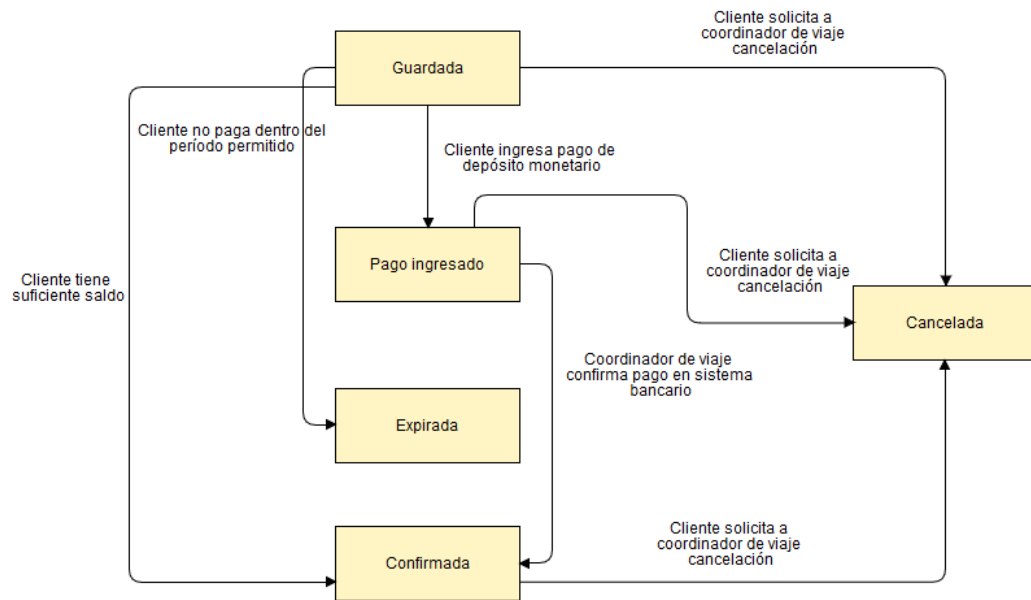 Cliente solicita a
coordinador de viaje
cancelación
Guardada
Cliente no paga dentro del
período permitido
Cliente ingresa pago de
depósito monetario
Pago ingresado
Cliente solicita a
coordinador de viaje
cancelación
Cliente tiene
suficiente saldo
Cancelada
Coordinador de viaje
confirma pago en sistema
bancario
Expirada
Cliente solicita a
coordinador de viaje
cancelación
Confirmada